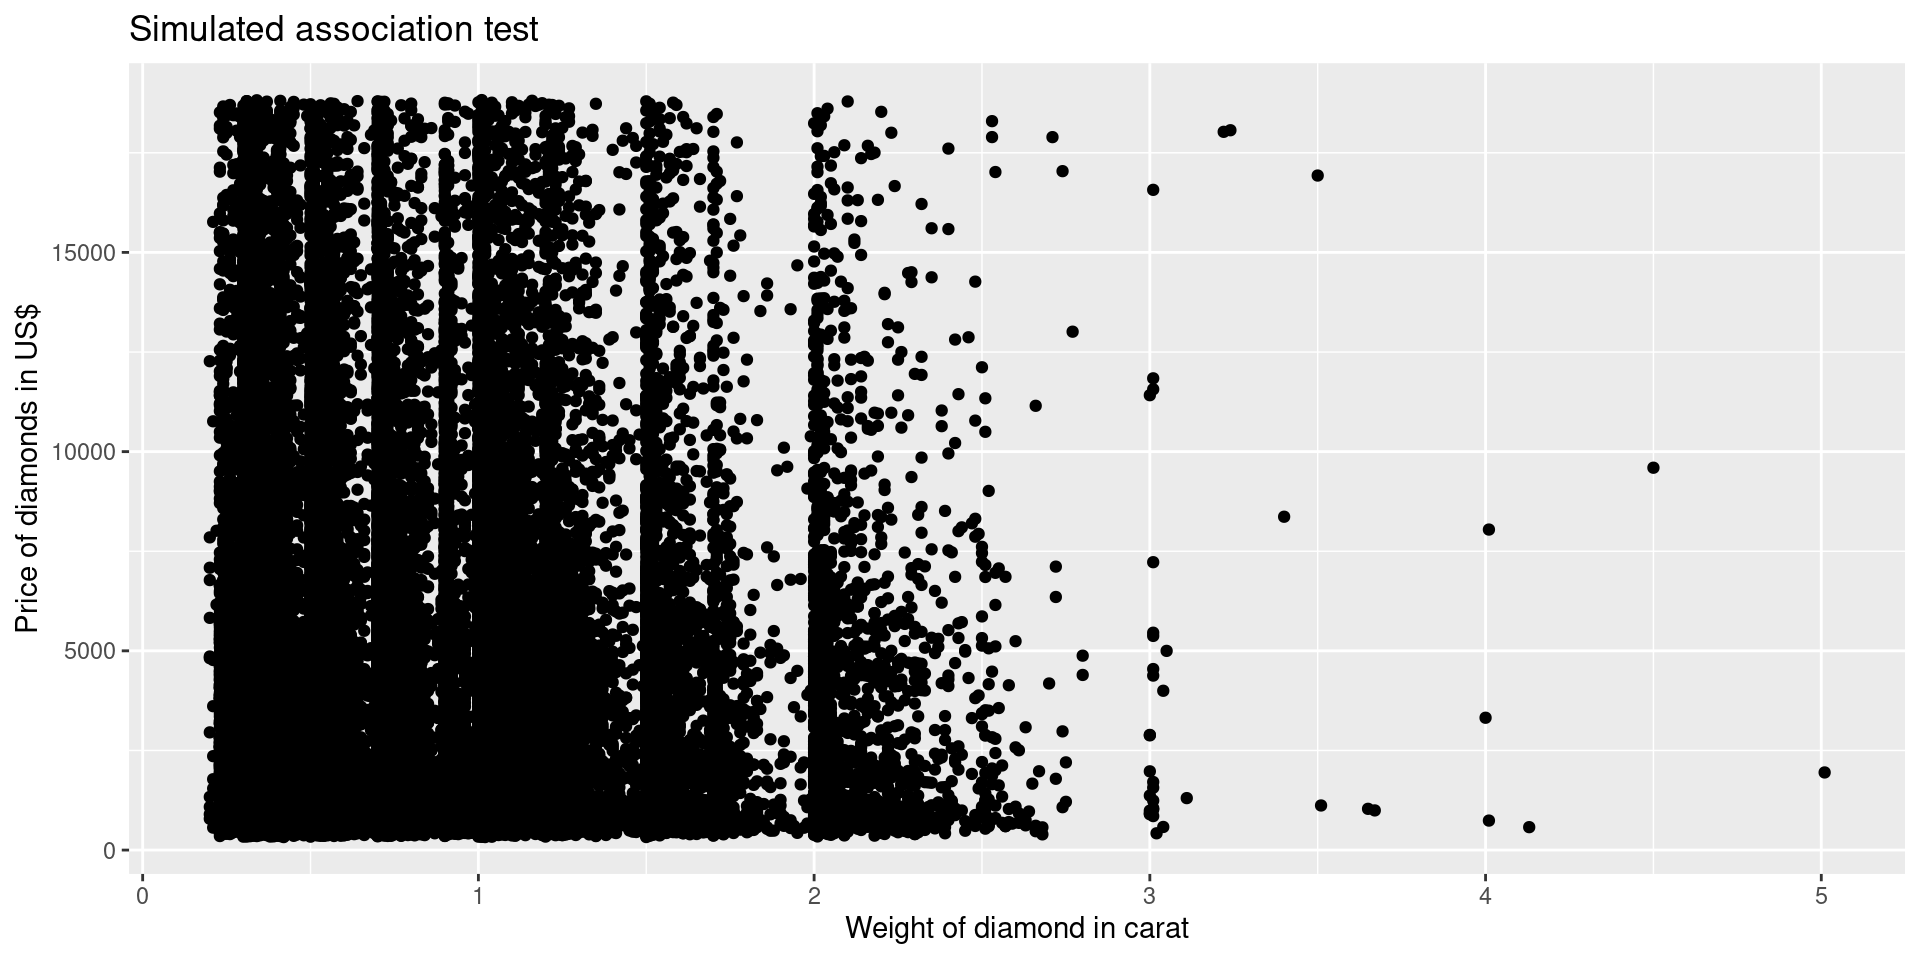 Simulated association test
Price of diamonds in US$
15000
10000
5000
0
0 1 2 3 4 5
Weight of diamond in carat